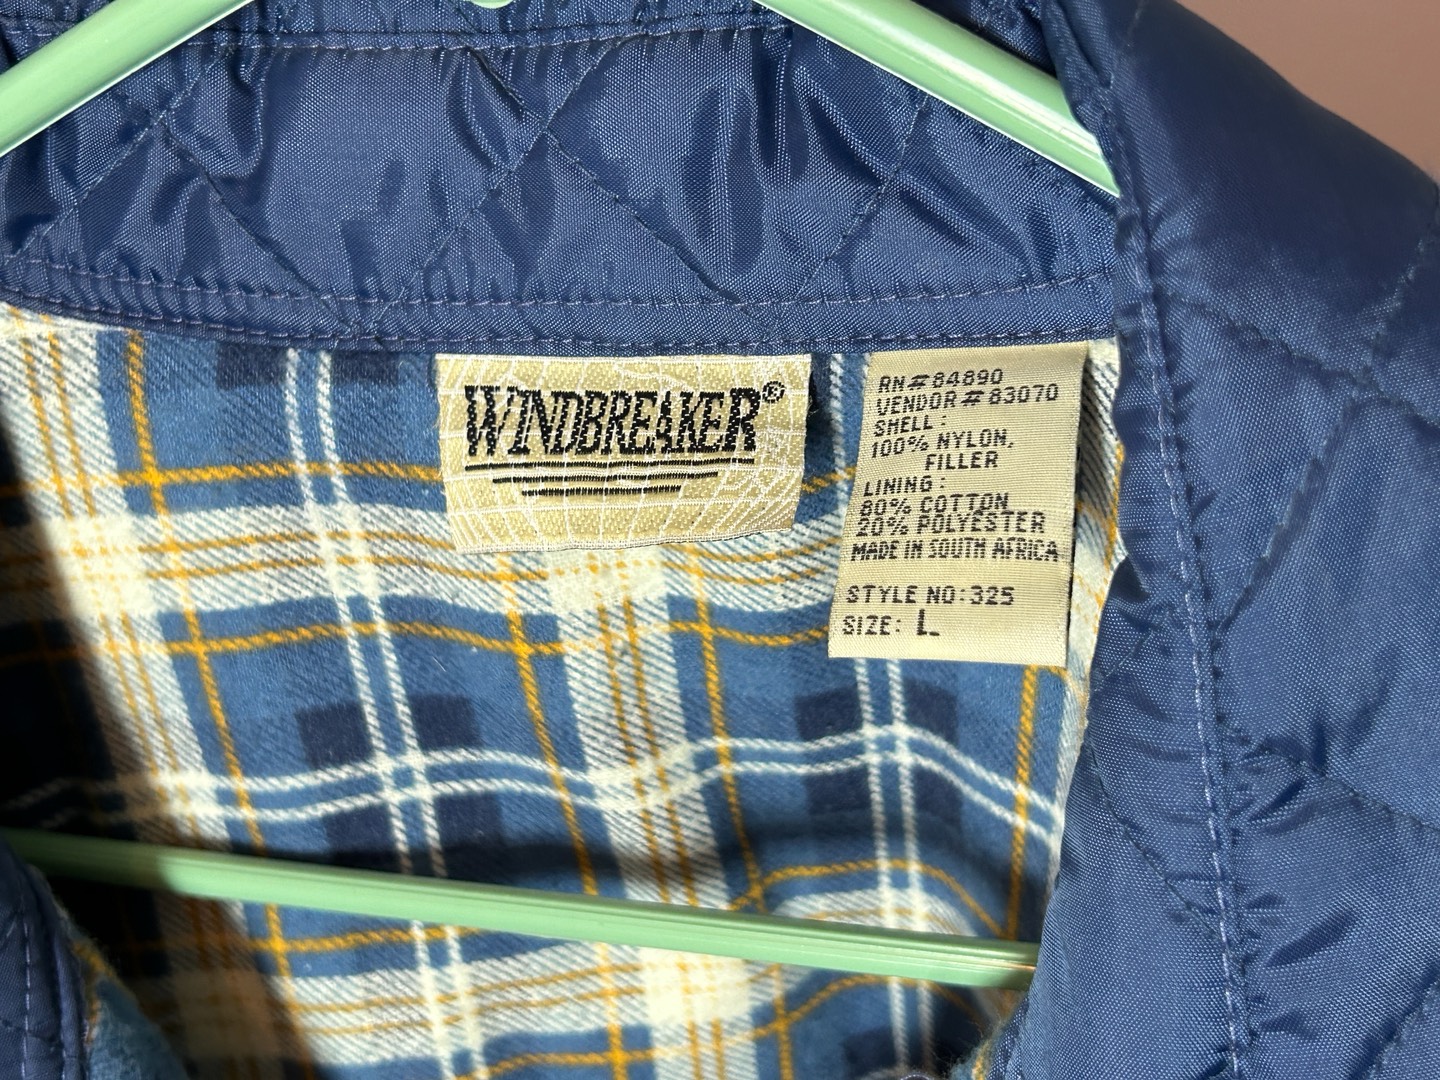 WINDBREAKER®
RN#84890
VENDOR#83070
SHELL:
100% NYLON,
FILLER
LINING:
80% COTTON
20% POLYESTER
MADE IN SOUTH AFRICA
STYLE NO:325
SIZE: L